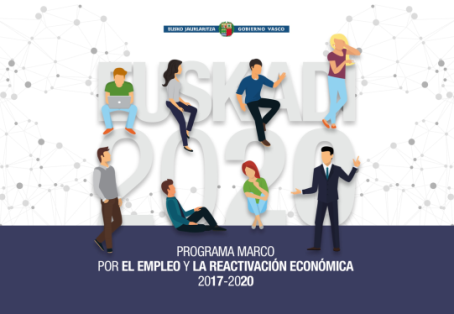 EUSKO JAURLARITZA GOBIERNO VASCO
EUSKADI
2020
PROGRAMA MARCO
POR EL EMPLEO Y LA REACTIVACIÓN ECONÓMICA
2017-2020